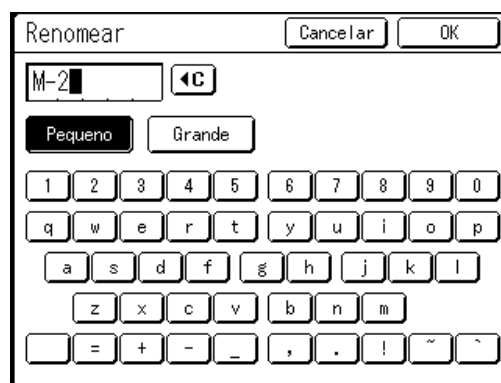 Renomear Cancelar OK
M-2 ◀C
Pequeno Grande
1 2 3 4 5 6 7 8 9 0
q w e r t y u i o p
a s d f g h j k l
z x c v b n m
= + - _ , . ! ~ `